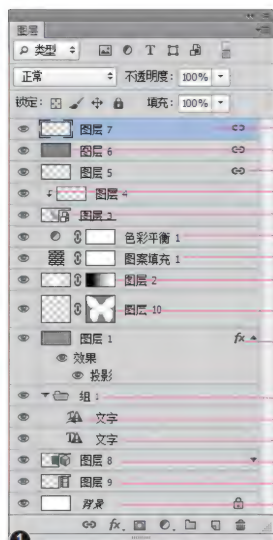 图层
类型 T
正常 不透明度: 100%
锁定: 填充: 100%
图层 7
图层 6
图层 5
图层 4
图层 3
色彩平衡 1
图案填充 1
图层 2
图层 10
图层 1 fx
效果
投影
组 1
文字
T 文字
图层 8
图层 9
背景
fx
1